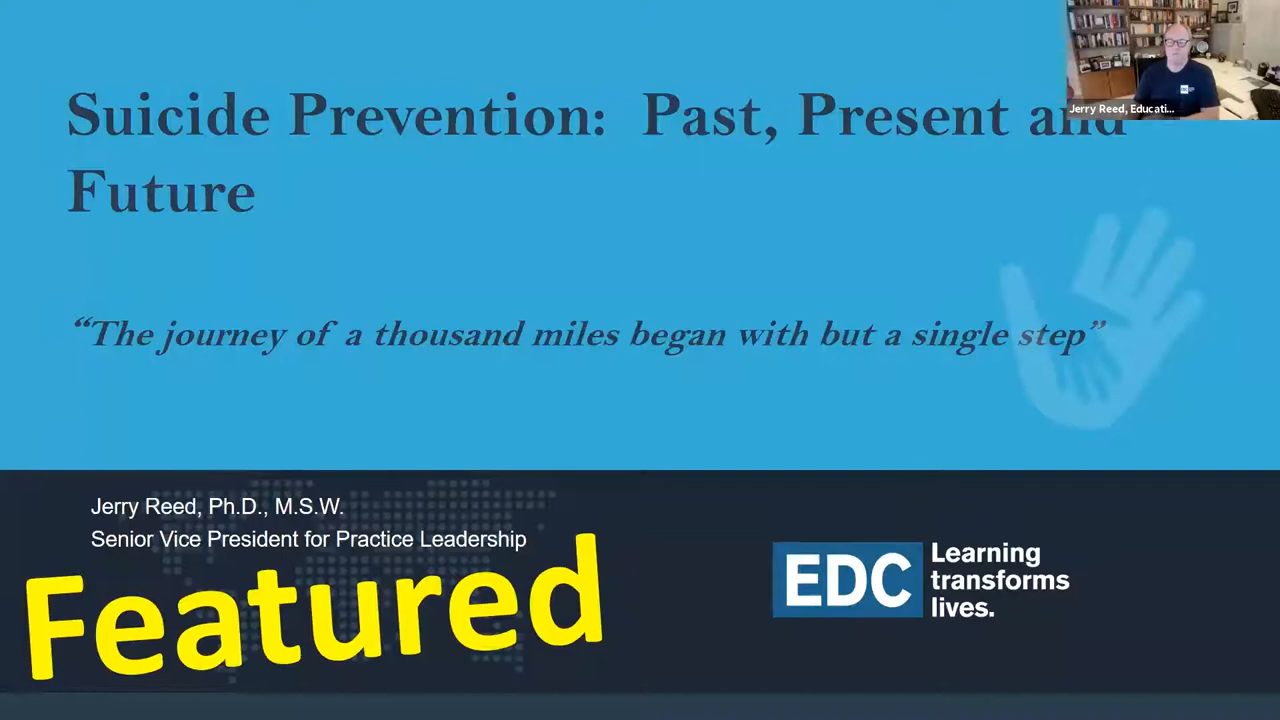 Suicide Prevention: Past, Present and
Future
Jerry Reed, Educati...
“The journey of a thousand miles began with but a single step”
Jerry Reed, Ph.D., M.S.W.
Senior Vice President for Practice Leadership
Featured
EDC
Learning
transforms
lives.